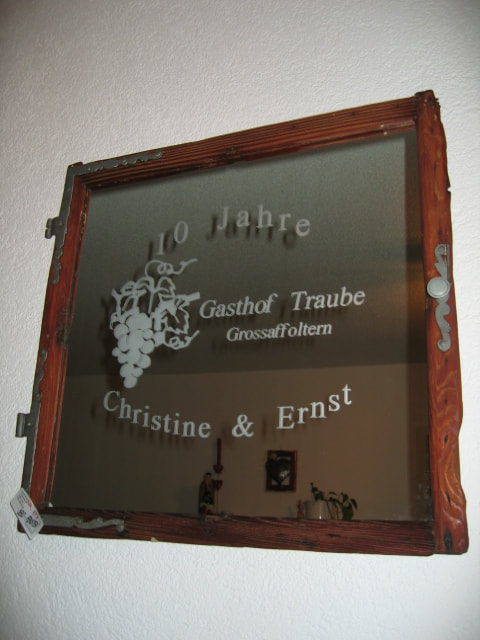 10 Jahre
Gasthof Traube
Grossaffoltern
Christine & Ernst